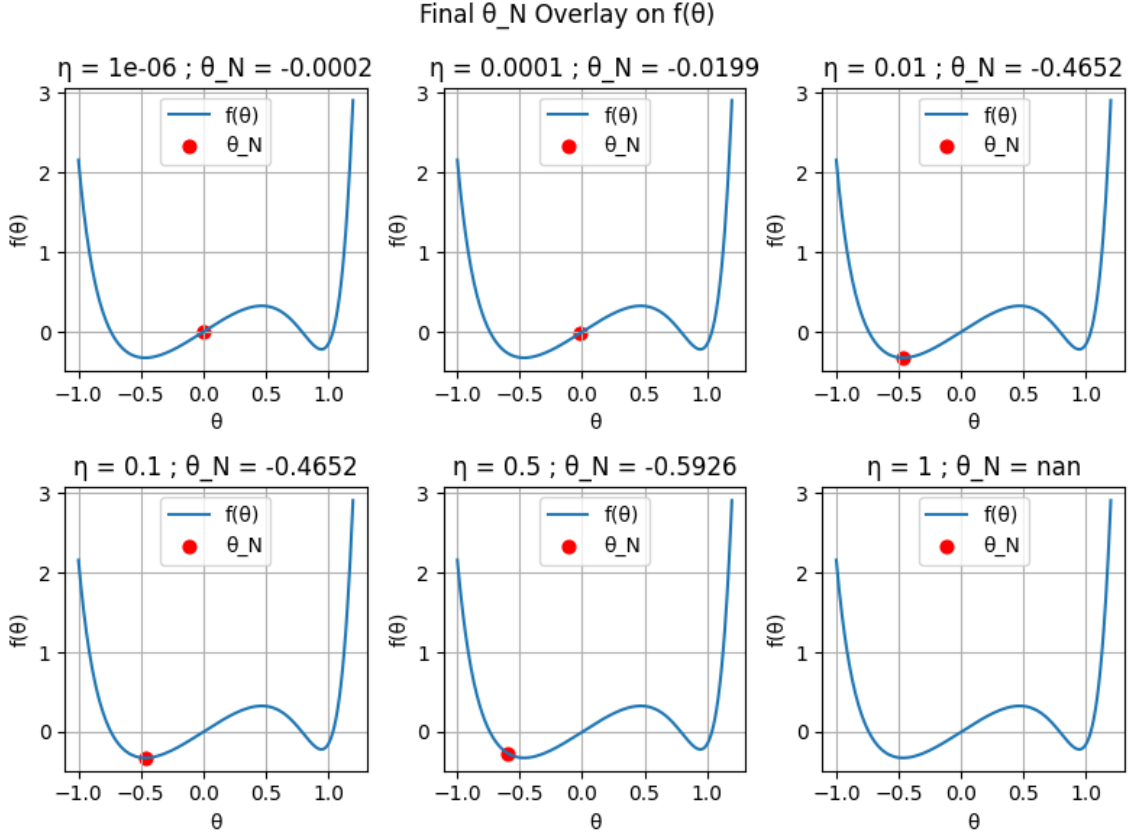 Final θ_N Overlay on f(θ)
η = 1e-06 ; θ_N = -0.0002
f(θ)
θ_N
3
2
1
0
f(θ)
−1.0 −0.5 0.0 0.5 1.0
θ
η = 0.0001 ; θ_N = -0.0199
f(θ)
θ_N
3
2
1
0
f(θ)
−1.0 −0.5 0.0 0.5 1.0
θ
η = 0.01 ; θ_N = -0.4652
f(θ)
θ_N
3
2
1
0
f(θ)
−1.0 −0.5 0.0 0.5 1.0
θ
η = 0.1 ; θ_N = -0.4652
f(θ)
θ_N
3
2
1
0
f(θ)
−1.0 −0.5 0.0 0.5 1.0
θ
η = 0.5 ; θ_N = -0.5926
f(θ)
θ_N
3
2
1
0
f(θ)
−1.0 −0.5 0.0 0.5 1.0
θ
η = 1 ; θ_N = nan
f(θ)
θ_N
3
2
1
0
f(θ)
−1.0 −0.5 0.0 0.5 1.0
θ